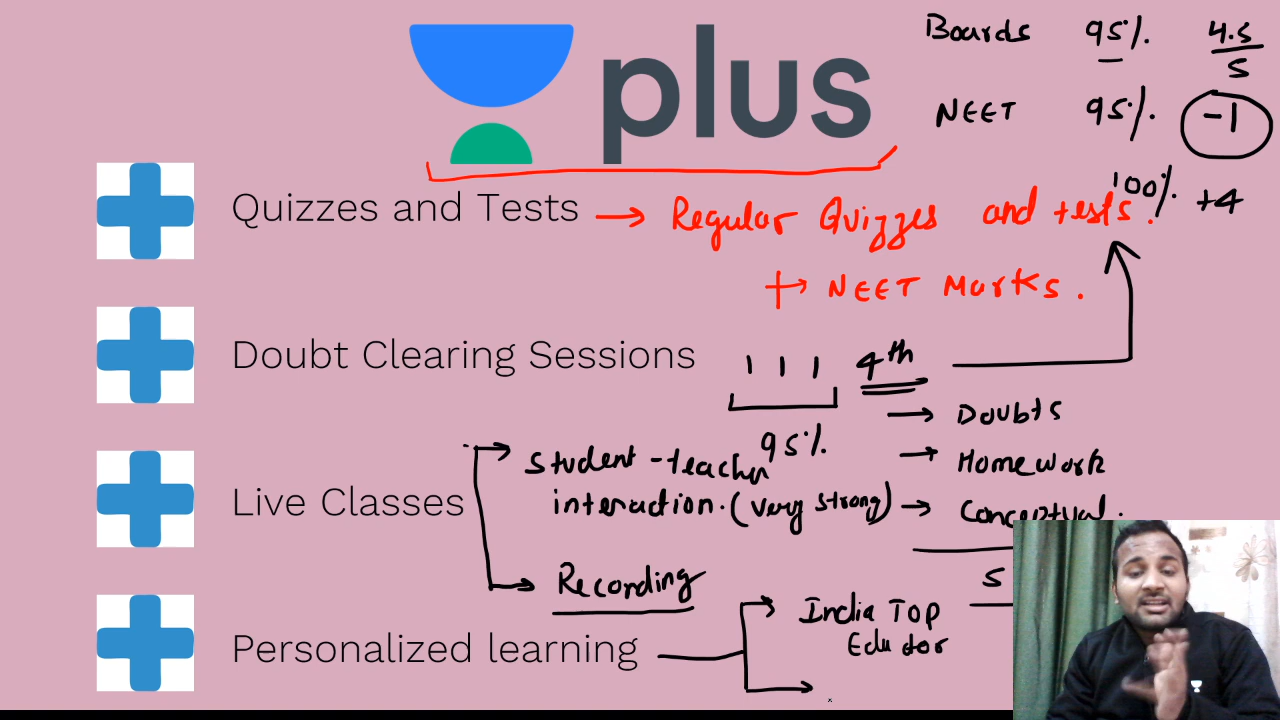 plus
Boards 95% 4.5/5
NEET 95% -1
100% +4
Quizzes and Tests → Regular Quizzes and tests.
+→ NEET Marks.
Doubt Clearing Sessions 1 1 1 4th
→ Doubts
95%
→ Homework
Live Classes
Student-teacher
interaction. (very strong)
→ Conceptual.
Recording
5
Personalized learning
India Top